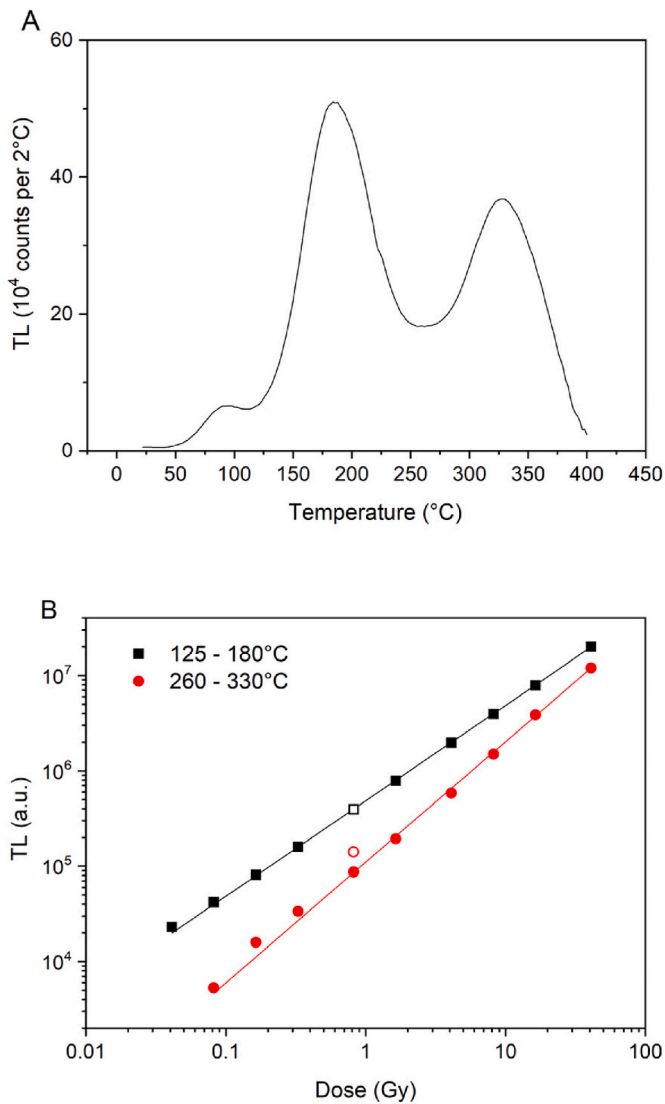 A
60
40
20
0
TL (10⁴ counts per 2°C)
0 50 100 150 200 250 300 350 400 450
Temperature (°C)
B
125 - 180°C
260 - 330°C
10⁷
10⁶
10⁵
10⁴
TL (a.u.)
0.01 0.1 1 10 100
Dose (Gy)